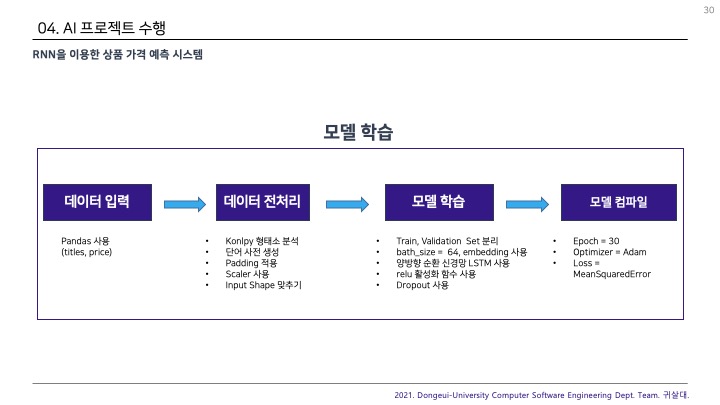 30
04. AI 프로젝트 수행
RNN을 이용한 상품 가격 예측 시스템
모델 학습
데이터 입력
Pandas 사용
(titles, price)
데이터 전처리
• Konlpy 형태소 분석
• 단어 사전 생성
• Padding 적용
• Scaler 사용
• Input Shape 맞추기
모델 학습
• Train, Validation Set 분리
• bath_size = 64, embedding 사용
• 양방향 순환 신경망 LSTM 사용
• relu 활성화 함수 사용
• Dropout 사용
모델 컴파일
• Epoch = 30
• Optimizer = Adam
• Loss =
MeanSquaredError
2021. Dongeui-University Computer Software Engineering Dept. Team. 귀살대.